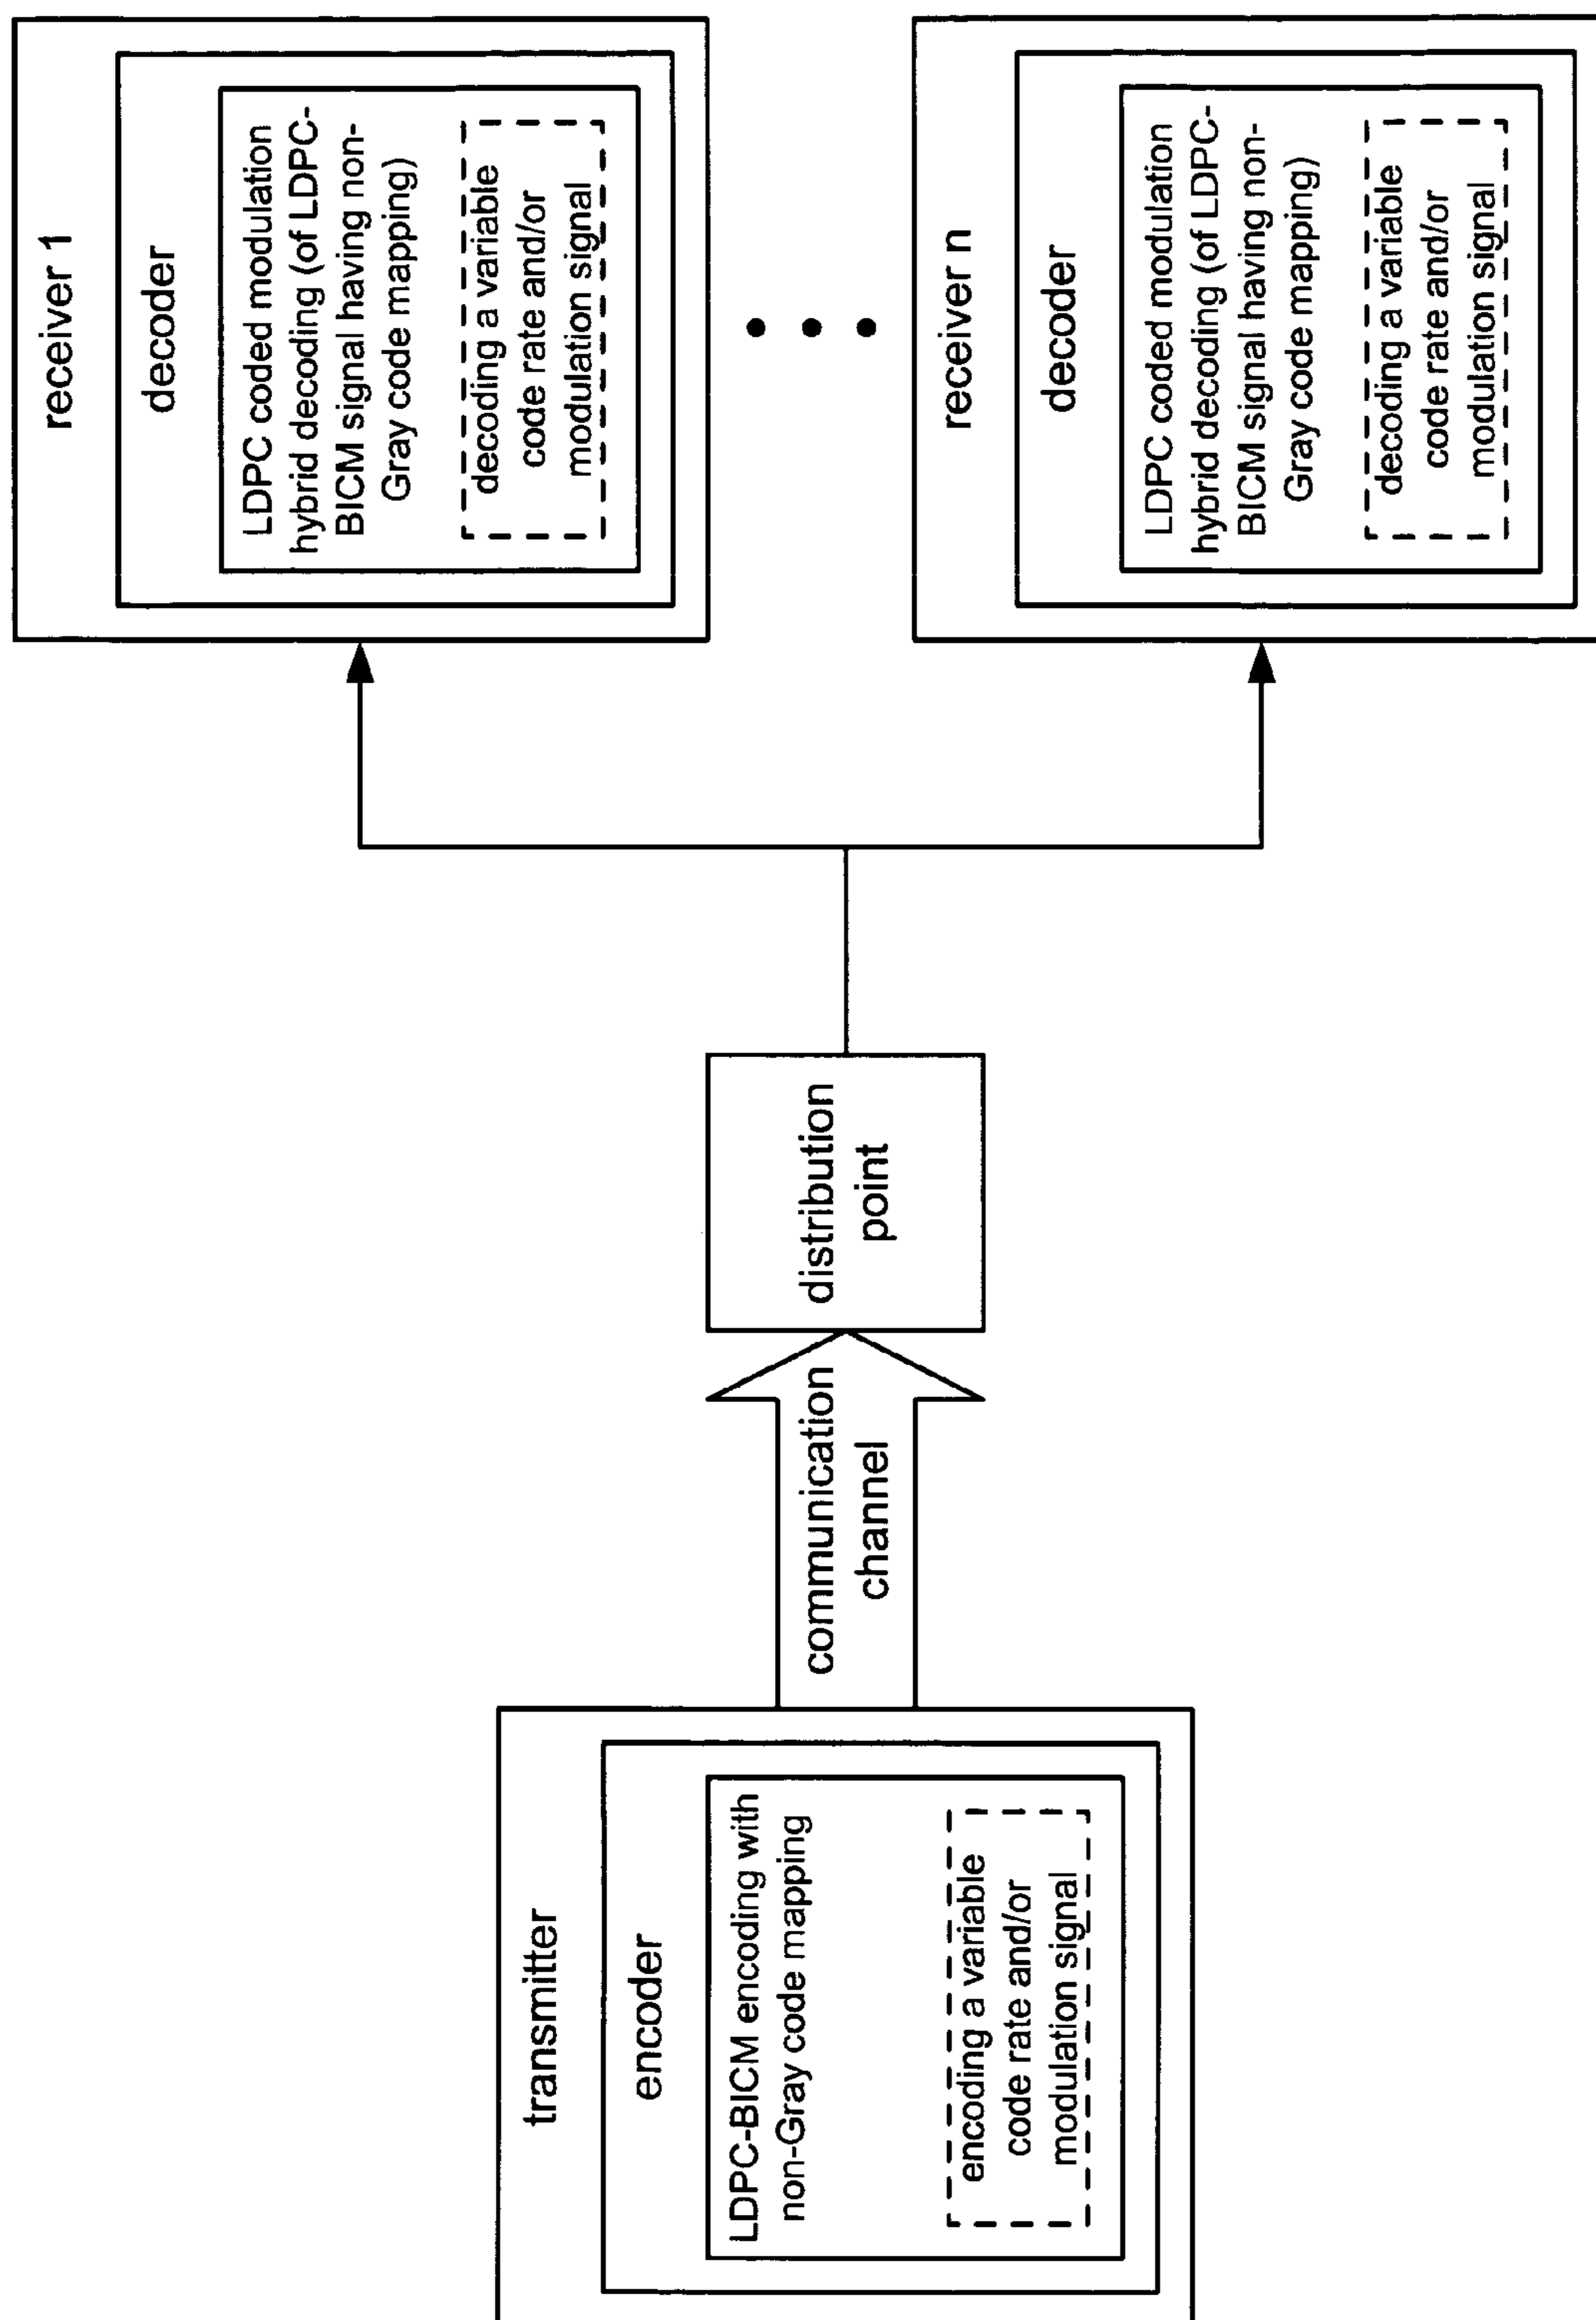 transmitter
encoder
LDPC-BICM encoding with
non-Gray code mapping
encoding a variable
code rate and/or
modulation signal
communication
channel
distribution
point
receiver 1
decoder
LDPC coded modulation
hybrid decoding (of LDPC-
BICM signal having non-
Gray code mapping)
decoding a variable
code rate and/or
modulation signal
receiver n
decoder
LDPC coded modulation
hybrid decoding (of LDPC-
BICM signal having non-
Gray code mapping)
decoding a variable
code rate and/or
modulation signal